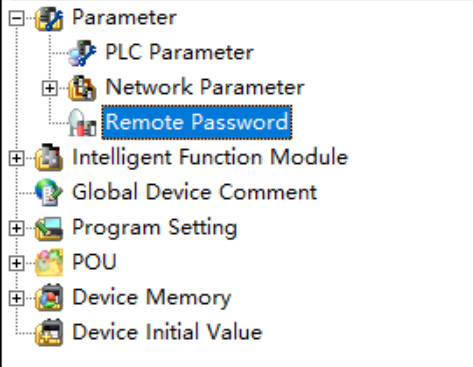 Parameter
PLC Parameter
Network Parameter
Remote Password
Intelligent Function Module
Global Device Comment
Program Setting
POU
Device Memory
Device Initial Value